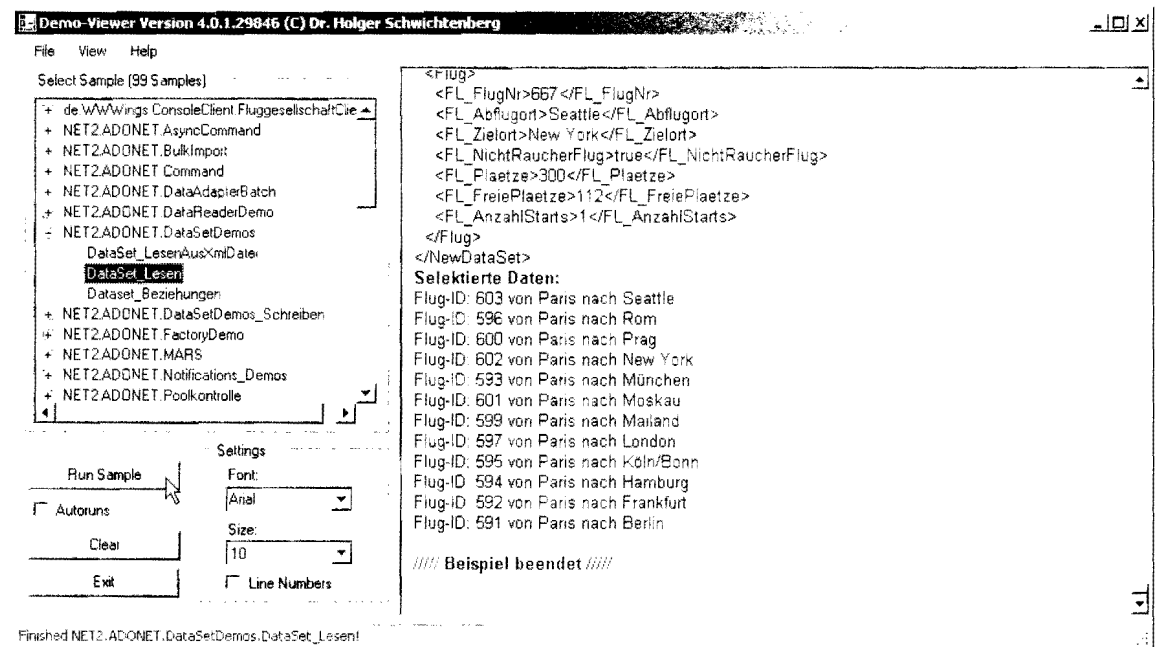 Demo-Viewer Version 4.0.1.29846 (C) Dr. Holger Schwichtenberg
File View Help
Select Sample (99 Samples)
de.WWWings.ConsoleClient.FluggesellschaftClie
NET2.ADONET.AsyncCommand
NET2.ADONET.BulkImport
NET2.ADONET.Command
NET2.ADONET.DataAdapterBatch
NET2.ADONET.DataReaderDemo
NET2.ADONET.DataSetDemos
DataSet_LesenAusXmlDatei
DataSet_Lesen
Dataset_Beziehungen
NET2.ADONET.DataSetDemos_Schreiben
NET2.ADONET.FactoryDemo
NET2.ADONET.MARS
NET2.ADONET.Notifications_Demos
NET2.ADONET.Poolkontrolle
Run Sample
Autoruns
Clear
Exit
Settings
Font:
Arial
Size:
10
Line Numbers
<Flug>
<FL_FlugNr>667</FL_FlugNr>
<FL_Abflugort>Seattle</FL_Abflugort>
<FL_Zielort>New York</FL_Zielort>
<FL_NichtRaucherFlug>true</FL_NichtRaucherFlug>
<FL_Plaetze>300</FL_Plaetze>
<FL_FreiePlaetze>112</FL_FreiePlaetze>
<FL_AnzahlStarts>1</FL_AnzahlStarts>
</Flug>
</NewDataSet>
Selektierte Daten:
Flug-ID: 603 von Paris nach Seattle
Flug-ID: 596 von Paris nach Rom
Flug-ID: 600 von Paris nach Prag
Flug-ID: 602 von Paris nach New York
Flug-ID: 593 von Paris nach München
Flug-ID: 601 von Paris nach Moskau
Flug-ID: 599 von Paris nach Mailand
Flug-ID: 597 von Paris nach London
Flug-ID: 595 von Paris nach Köln/Bonn
Flug-ID: 594 von Paris nach Hamburg
Flug-ID: 592 von Paris nach Frankfurt
Flug-ID: 591 von Paris nach Berlin
///// Beispiel beendet /////
Finished NET2.ADONET.DataSetDemos.DataSet_Lesen!